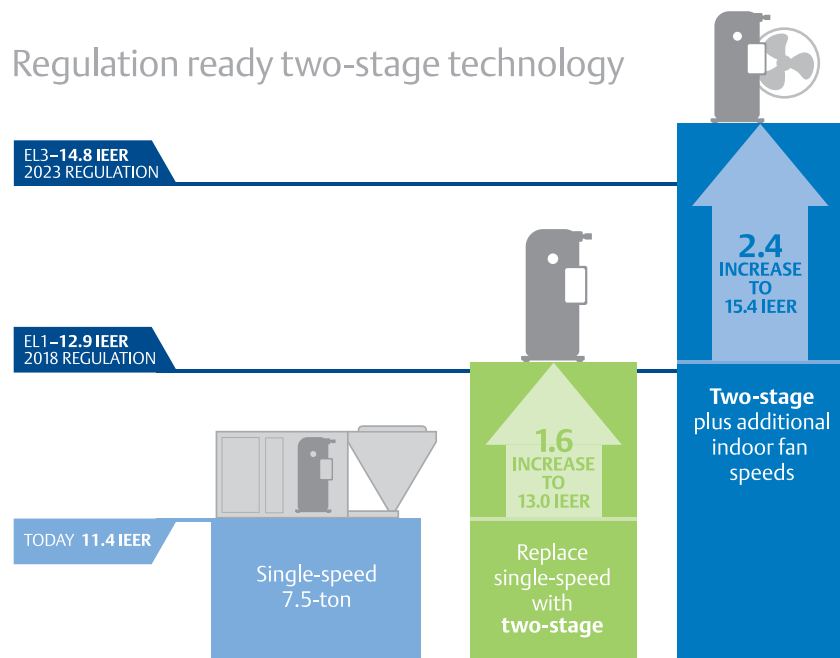 Regulation ready two-stage technology
EL3–14.8 IEER
2023 REGULATION
2.4
INCREASE
TO
15.4 IEER
EL1–12.9 IEER
2018 REGULATION
Two-stage
plus additional
indoor fan
speeds
1.6
INCREASE
TO
13.0 IEER
TODAY 11.4 IEER
Single-speed
7.5-ton
Replace
single-speed
with
two-stage